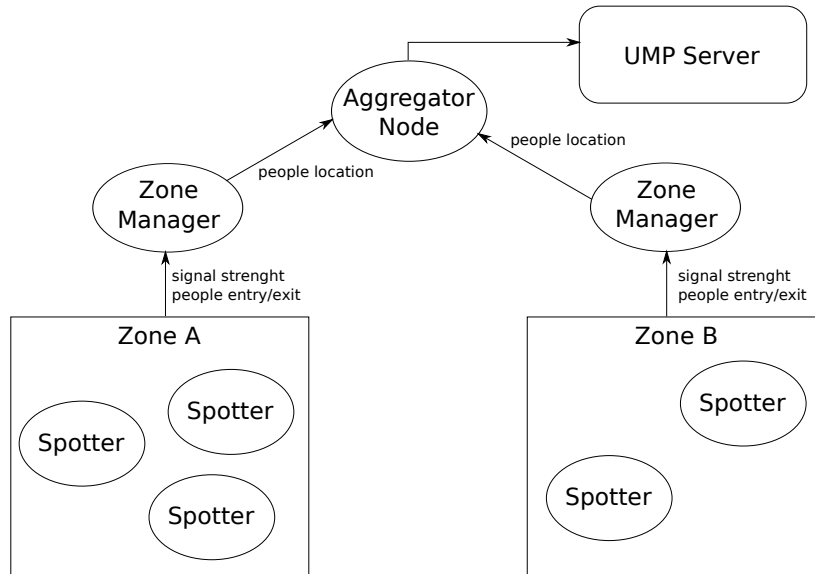 UMP Server
Aggregator
Node
people location
people location
Zone
Manager
Zone
Manager
signal strenght
people entry/exit
signal strenght
people entry/exit
Zone A
Zone B
Spotter
Spotter
Spotter
Spotter
Spotter